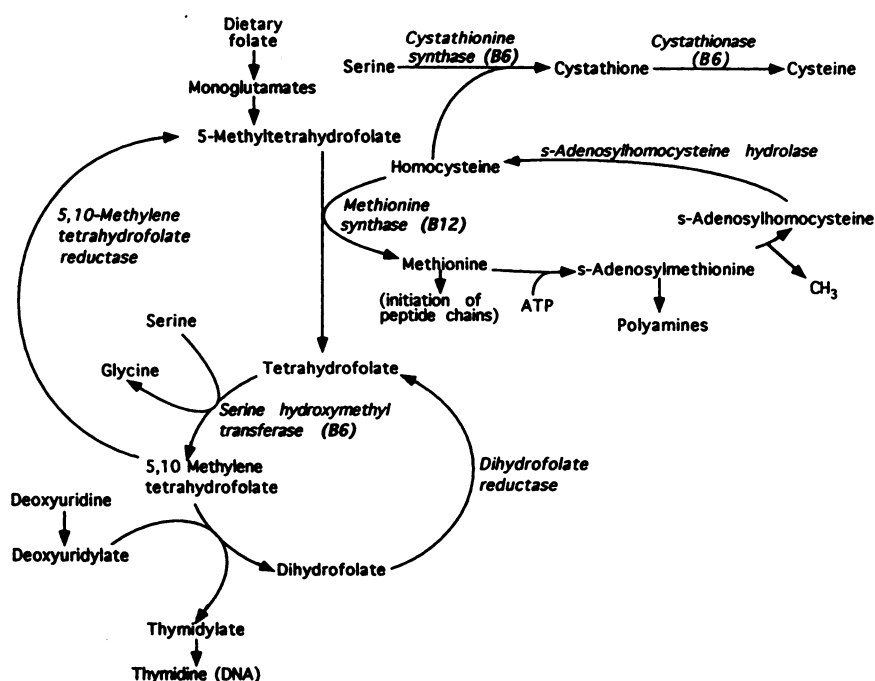 Dietary
folate
Monoglutamates
5-Methyltetrahydrofolate
Serine
Cystathionine
synthase (B6)
Cystathione
Cystathionase
(B6)
Cysteine
Homocysteine
s-Adenosylhomocysteine hydrolase
5,10-Methylene
tetrahydrofolate
reductase
Methionine
synthase (B12)
s-Adenosylhomocysteine
Methionine
s-Adenosylmethionine
CH3
(initiation of
peptide chains)
ATP
Polyamines
Serine
Glycine
Tetrahydrofolate
Serine hydroxymethyl
transferase (B6)
5,10 Methylene
tetrahydrofolate
Dihydrofolate
reductase
Deoxyuridine
Deoxyuridylate
Dihydrofolate
Thymidylate
Thymidine (DNA)